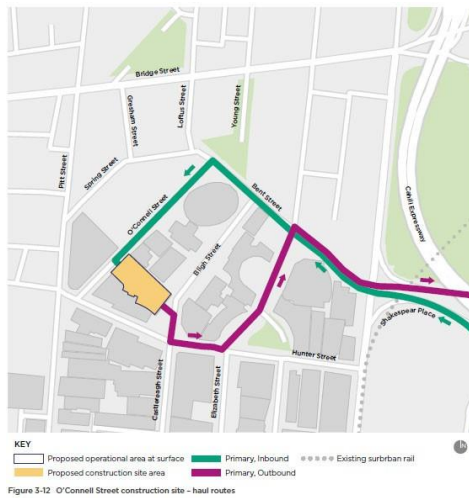 Bridge Street
Gresham Street
Loftus Street
Young Street
Pitt Street
Spring Street
O'Connell Street
Bent Street
Cahill Expressway
Bligh Street
Shakespear Place
Hunter Street
Castlereagh Street
Elizabeth Street
KEY
Proposed operational area at surface
Primary, Inbound
Existing surbrban rail
Proposed construction site area
Primary, Outbound
N
Figure 3-12 O'Connell Street construction site – haul routes